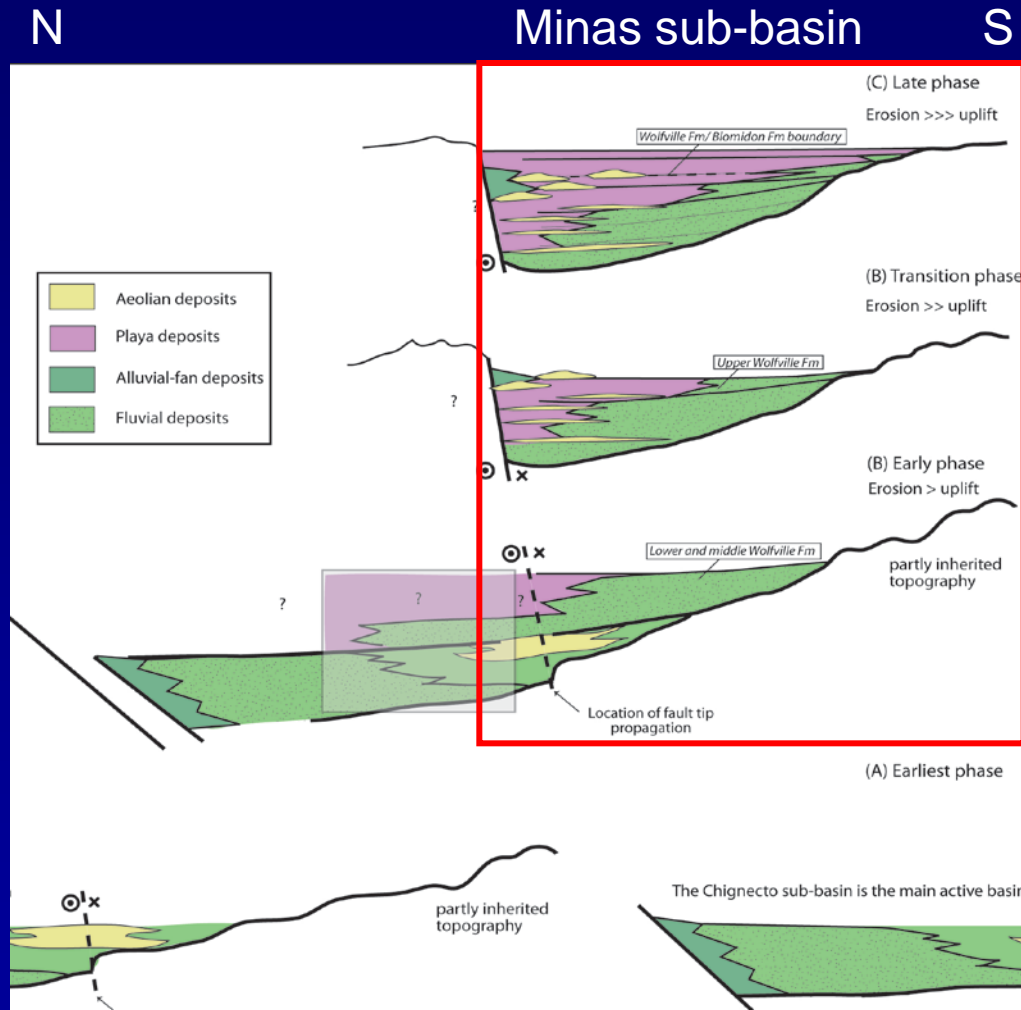 N Minas sub-basin S
(C) Late phase
Erosion >>> uplift
Wolfville Fm/ Blomidon Fm boundary
?
(B) Transition phase
Erosion >> uplift
Aeolian deposits
Playa deposits
Alluvial-fan deposits
Fluvial deposits
Upper Wolfville Fm
?
(B) Early phase
Erosion > uplift
Lower and middle Wolfville Fm
partly inherited
topography
? ? ?
Location of fault tip
propagation
(A) Earliest phase
The Chignecto sub-basin is the main active basin
partly inherited
topography